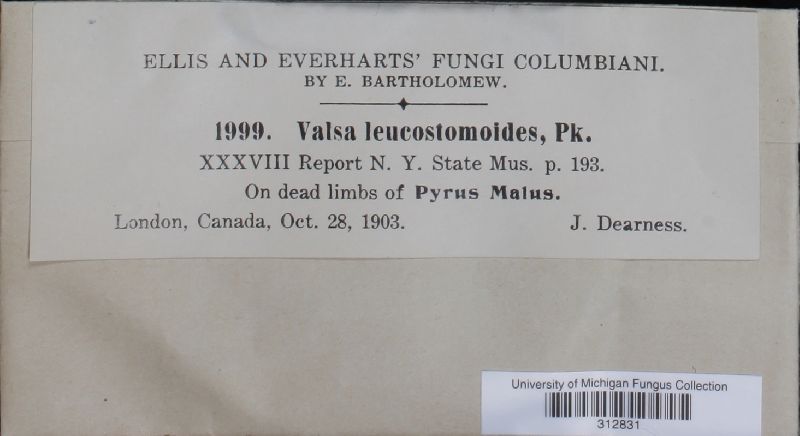 ELLIS AND EVERHARTS' FUNGI COLUMBIANI.
BY E. BARTHOLOMEW.
1999. Valsa leucostomoides, Pk.
XXXVIII Report N. Y. State Mus. p. 193.
On dead limbs of Pyrus Malus.
London, Canada, Oct. 28, 1903. J. Dearness.
University of Michigan Fungus Collection
312831